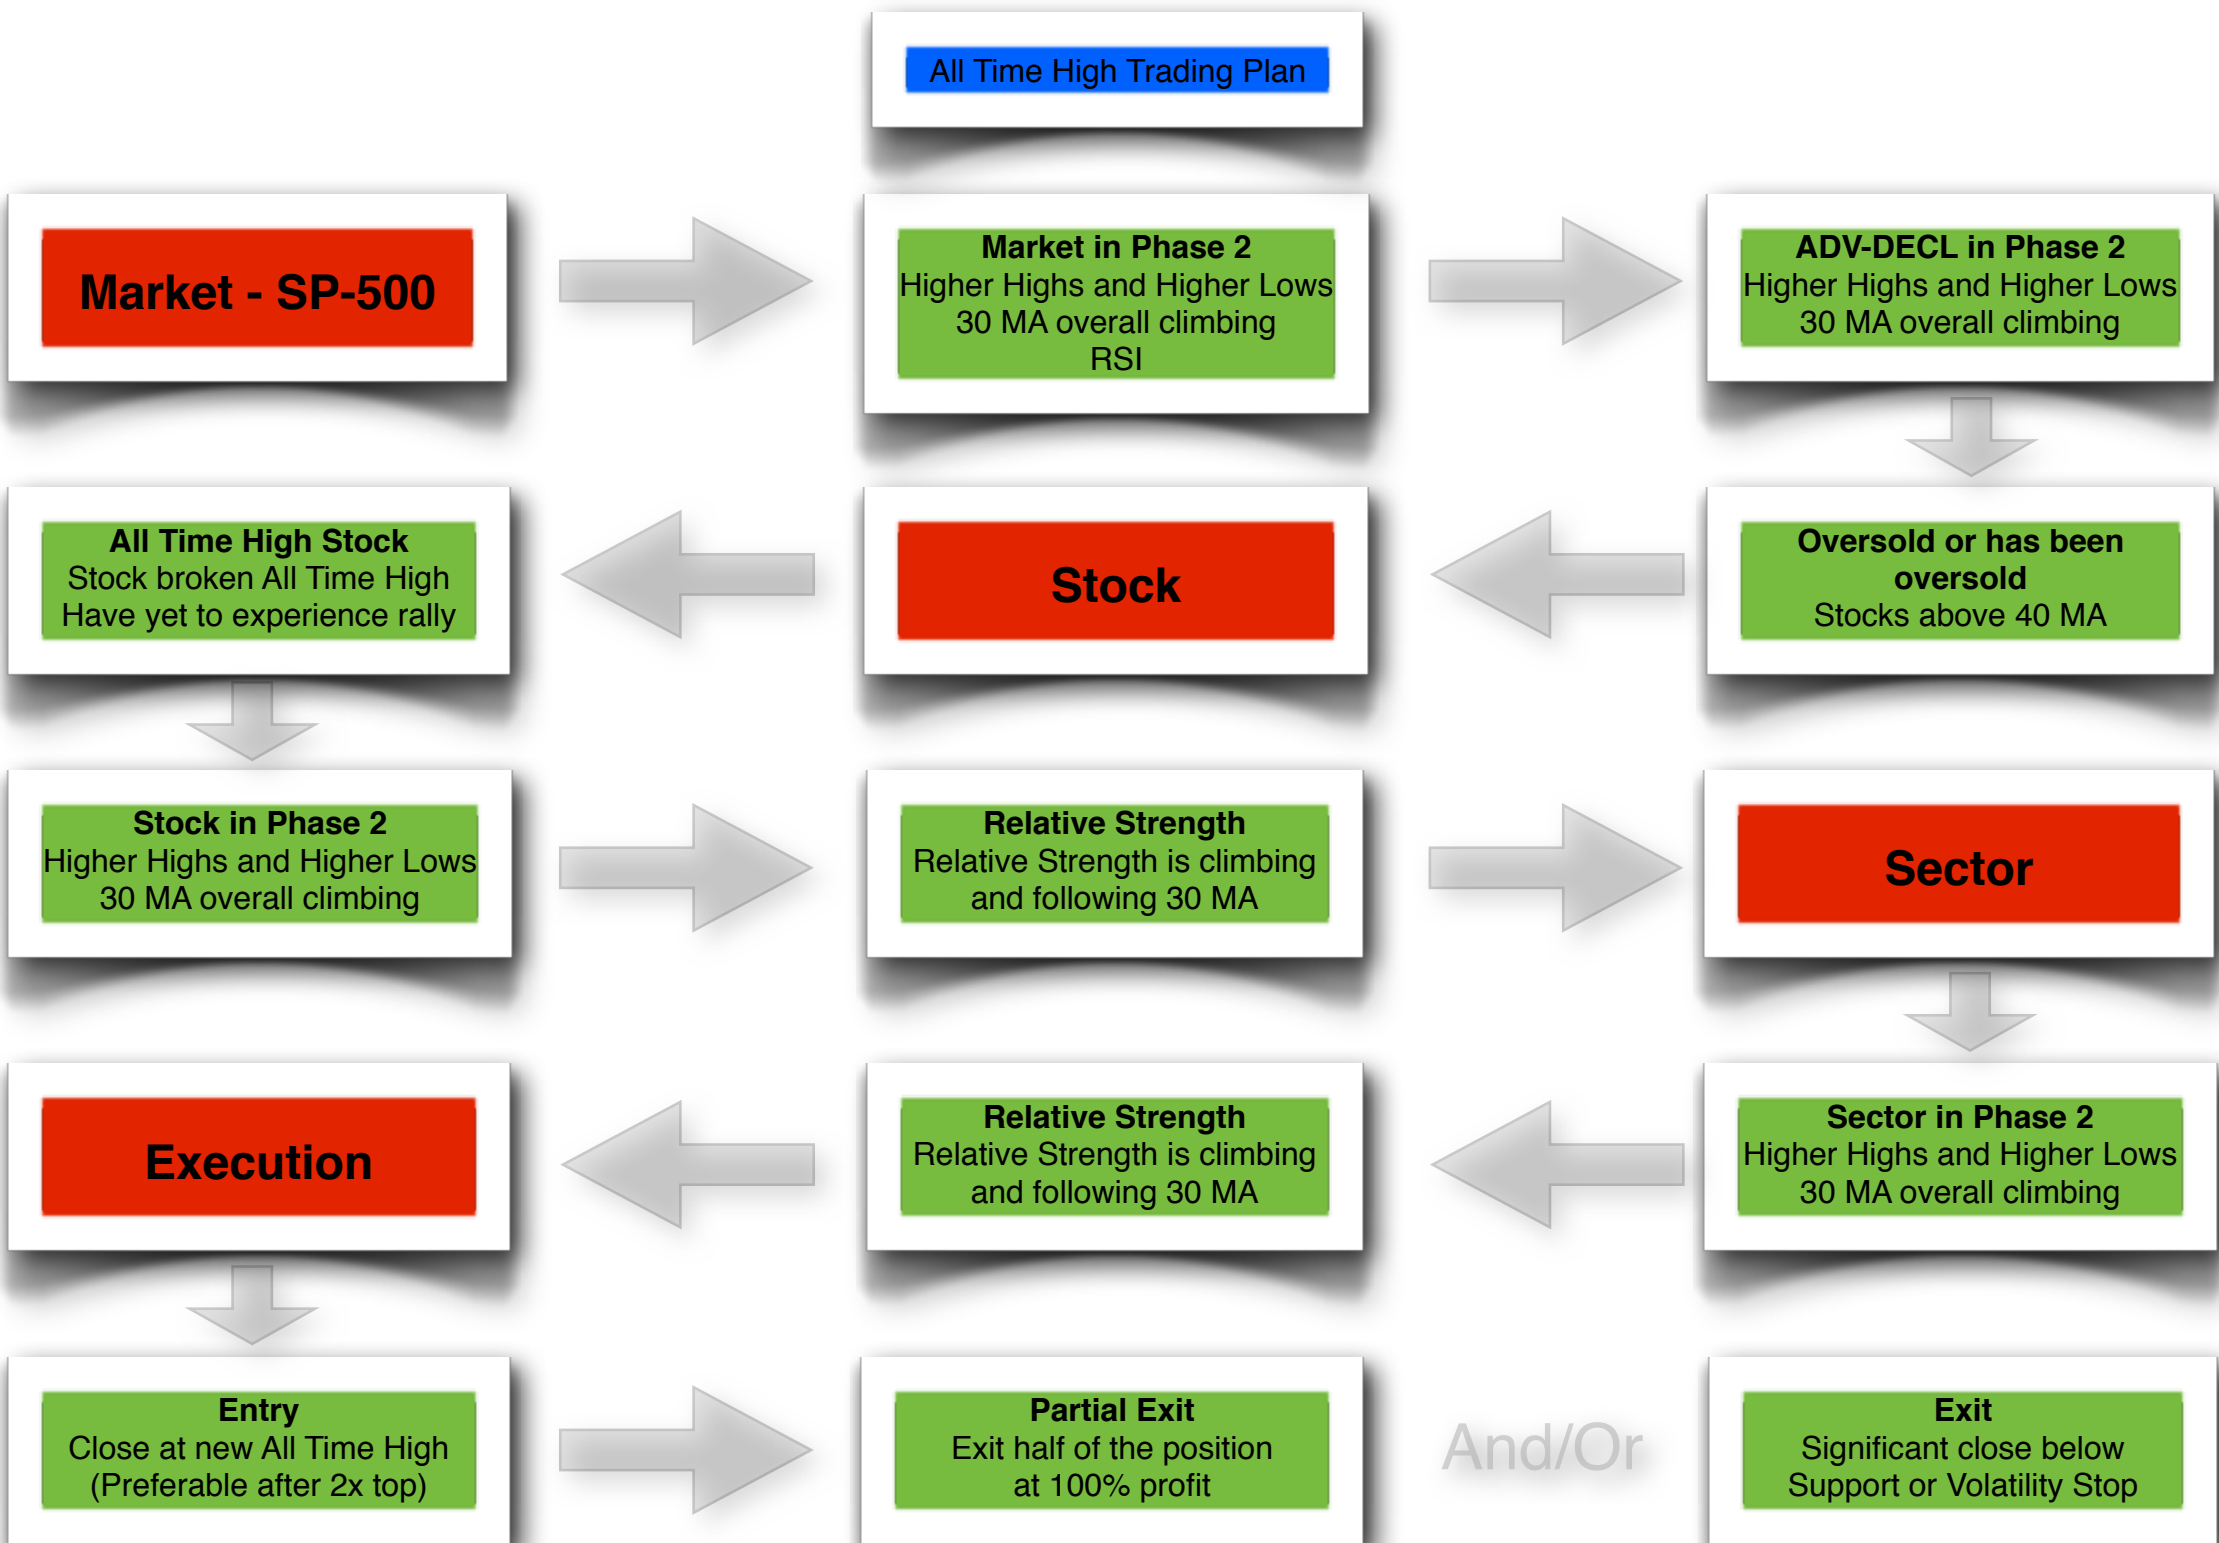 All Time High Trading Plan
Market - SP-500
Market in Phase 2
Higher Highs and Higher Lows
30 MA overall climbing
RSI
ADV-DECL in Phase 2
Higher Highs and Higher Lows
30 MA overall climbing
Oversold or has been
oversold
Stocks above 40 MA
Stock
All Time High Stock
Stock broken All Time High
Have yet to experience rally
Stock in Phase 2
Higher Highs and Higher Lows
30 MA overall climbing
Relative Strength
Relative Strength is climbing
and following 30 MA
Sector
Sector in Phase 2
Higher Highs and Higher Lows
30 MA overall climbing
Relative Strength
Relative Strength is climbing
and following 30 MA
Execution
Entry
Close at new All Time High
(Preferable after 2x top)
Partial Exit
Exit half of the position
at 100% profit
And/Or
Exit
Significant close below
Support or Volatility Stop